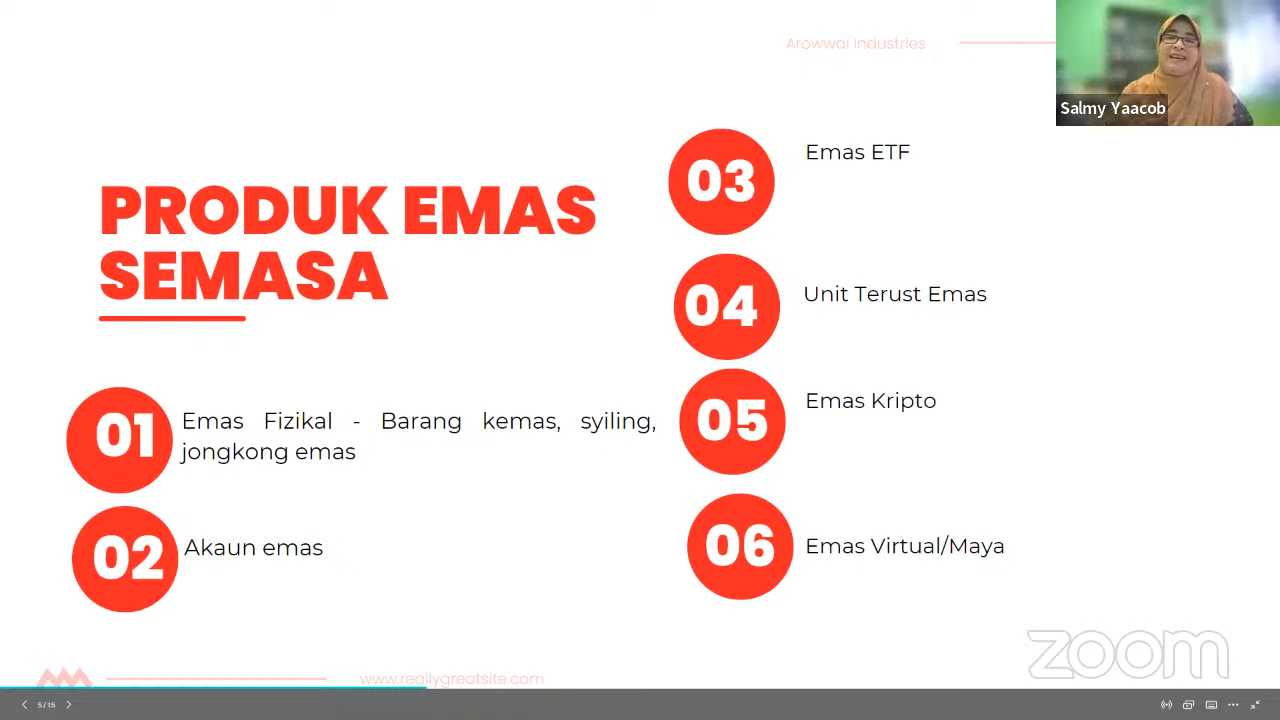 Arowwai Industries
Salmy Yaacob
PRODUK EMAS
SEMASA
01
Emas Fizikal - Barang kemas, syiling,
jongkong emas
02
Akaun emas
03
Emas ETF
04
Unit Terust Emas
05
Emas Kripto
06
Emas Virtual/Maya
www.reallygreatsite.com
zoom
5/15